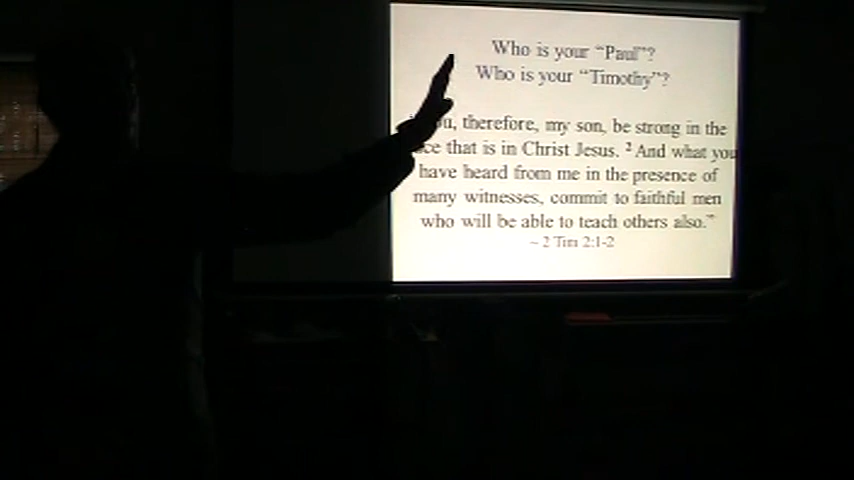 Who is your “Paul”?
Who is your “Timothy”?
therefore, my son, be strong in the
that is in Christ Jesus. ² And what you
have heard from me in the presence of
many witnesses, commit to faithful men
who will be able to teach others also.”
~ 2 Tim 2:1-2